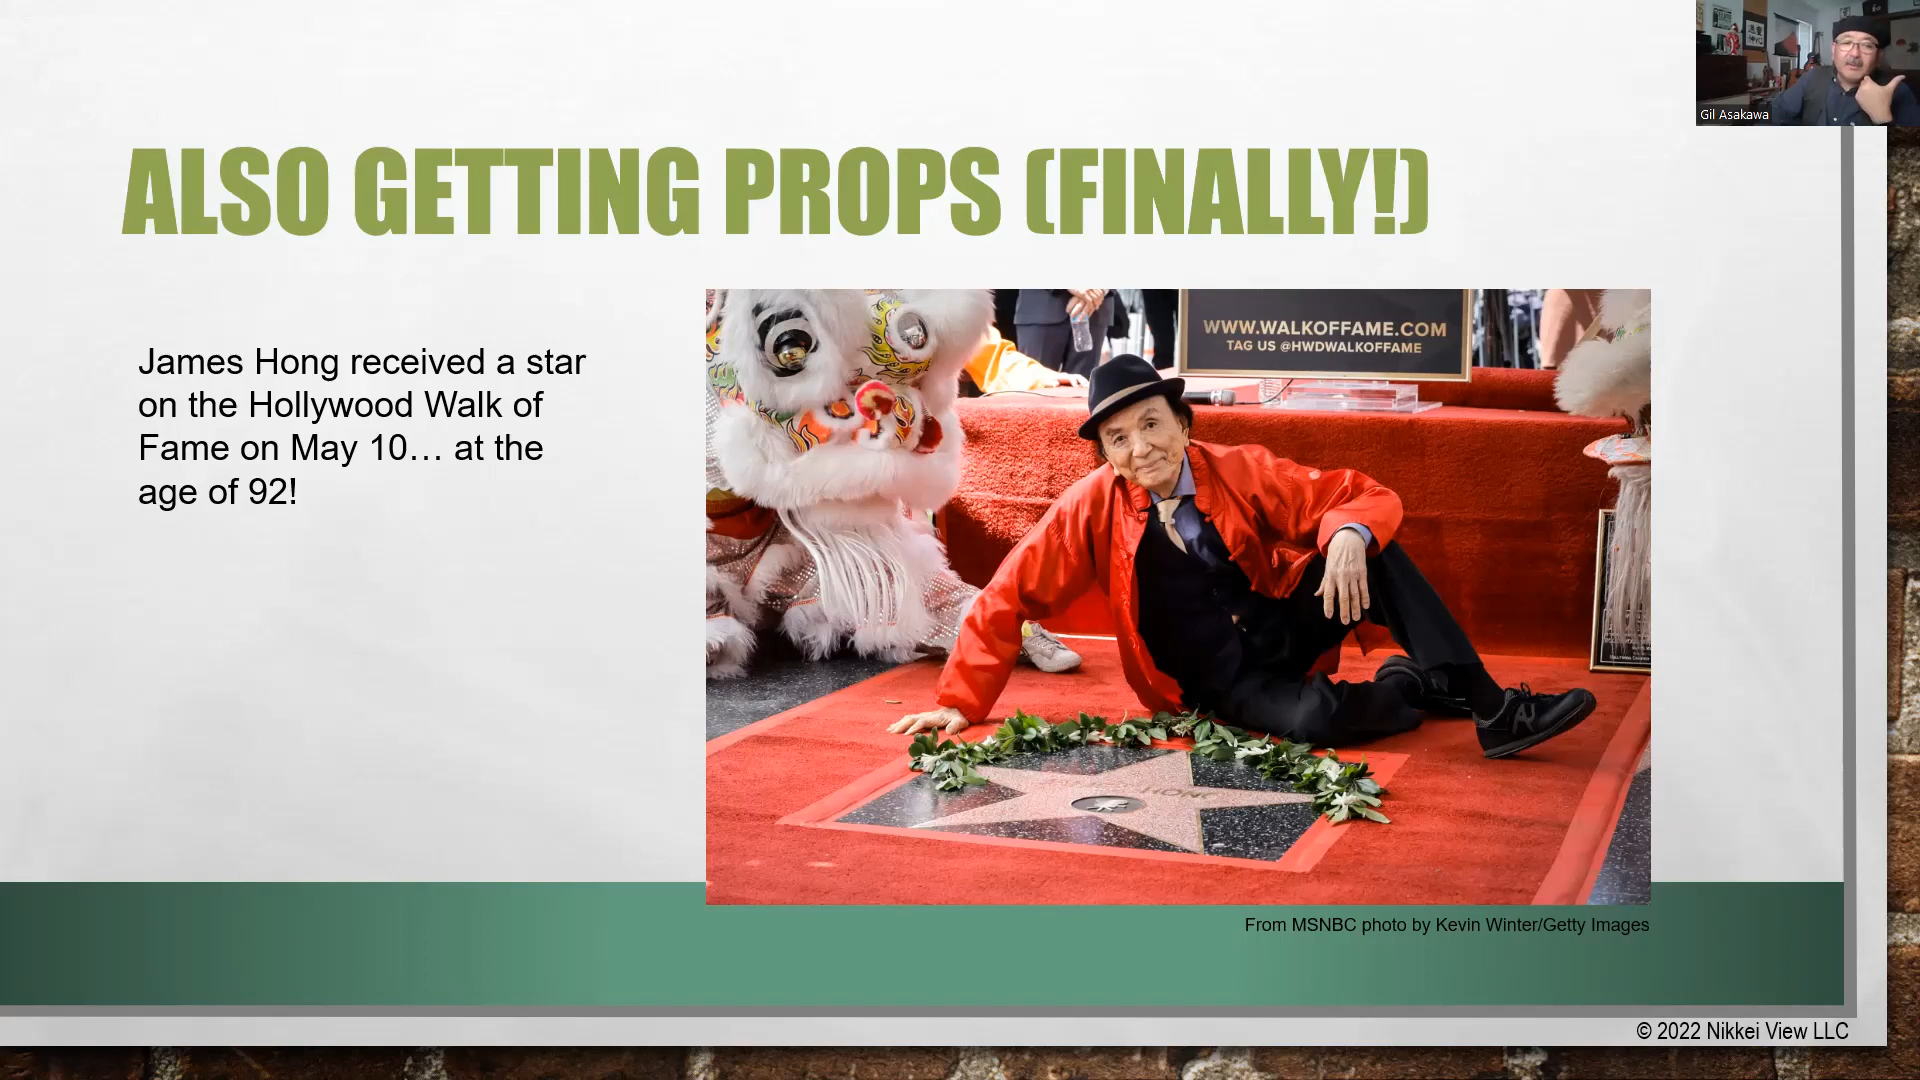 Gil Asakawa
ALSO GETTING PROPS (FINALLY!)
James Hong received a star
on the Hollywood Walk of
Fame on May 10… at the
age of 92!
WWW.WALKOFFAME.COM
TAG US @HWDWALKOFFAME
HONG
From MSNBC photo by Kevin Winter/Getty Images
© 2022 Nikkei View LLC